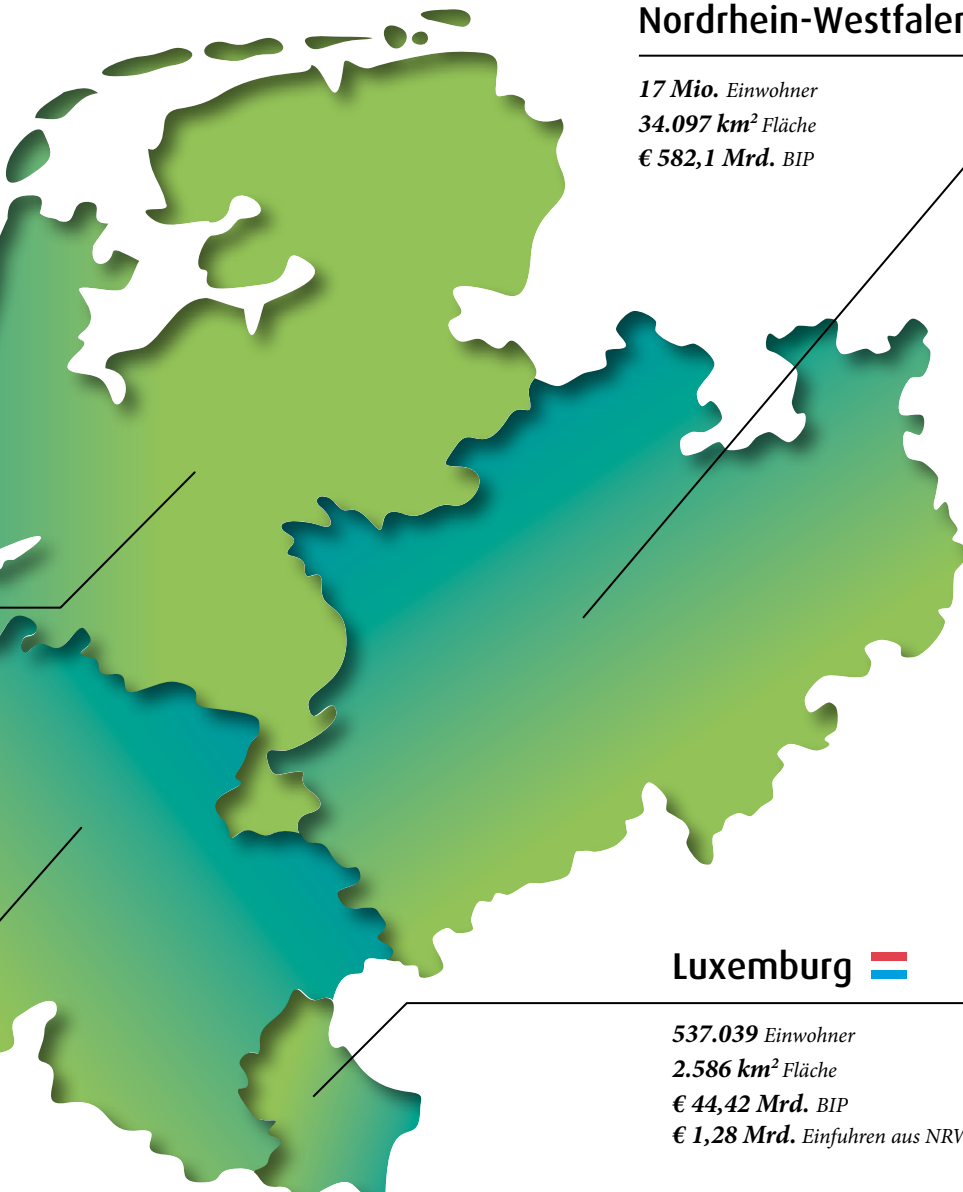 Nordrhein-Westfalen
17 Mio. Einwohner
34.097 km² Fläche
€ 582,1 Mrd. BIP
Luxemburg
537.039 Einwohner
2.586 km² Fläche
€ 44,42 Mrd. BIP
€ 1,28 Mrd. Einfuhren aus NRW